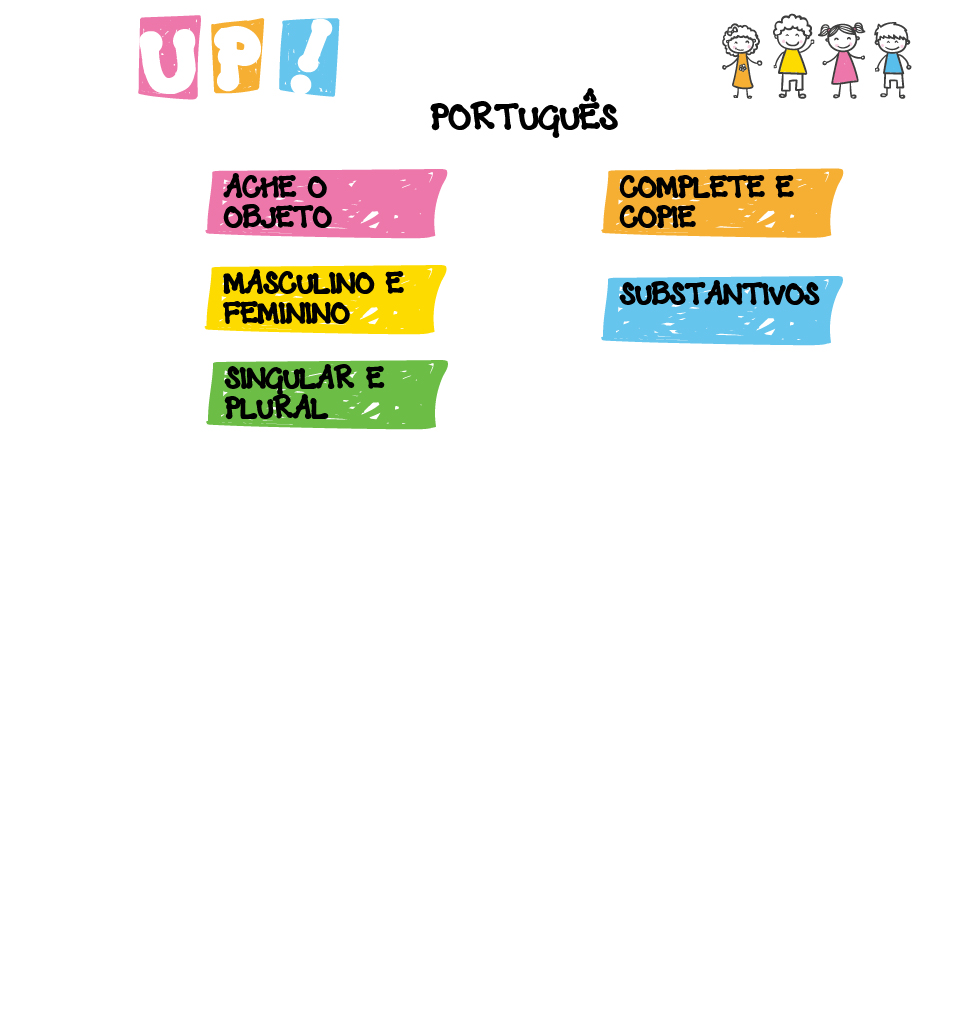 UP!
PORTUGUÊS
ACHE O
OBJETO
MASCULINO E
FEMININO
SINGULAR E
PLURAL
COMPLETE E
COPIE
SUBSTANTIVOS